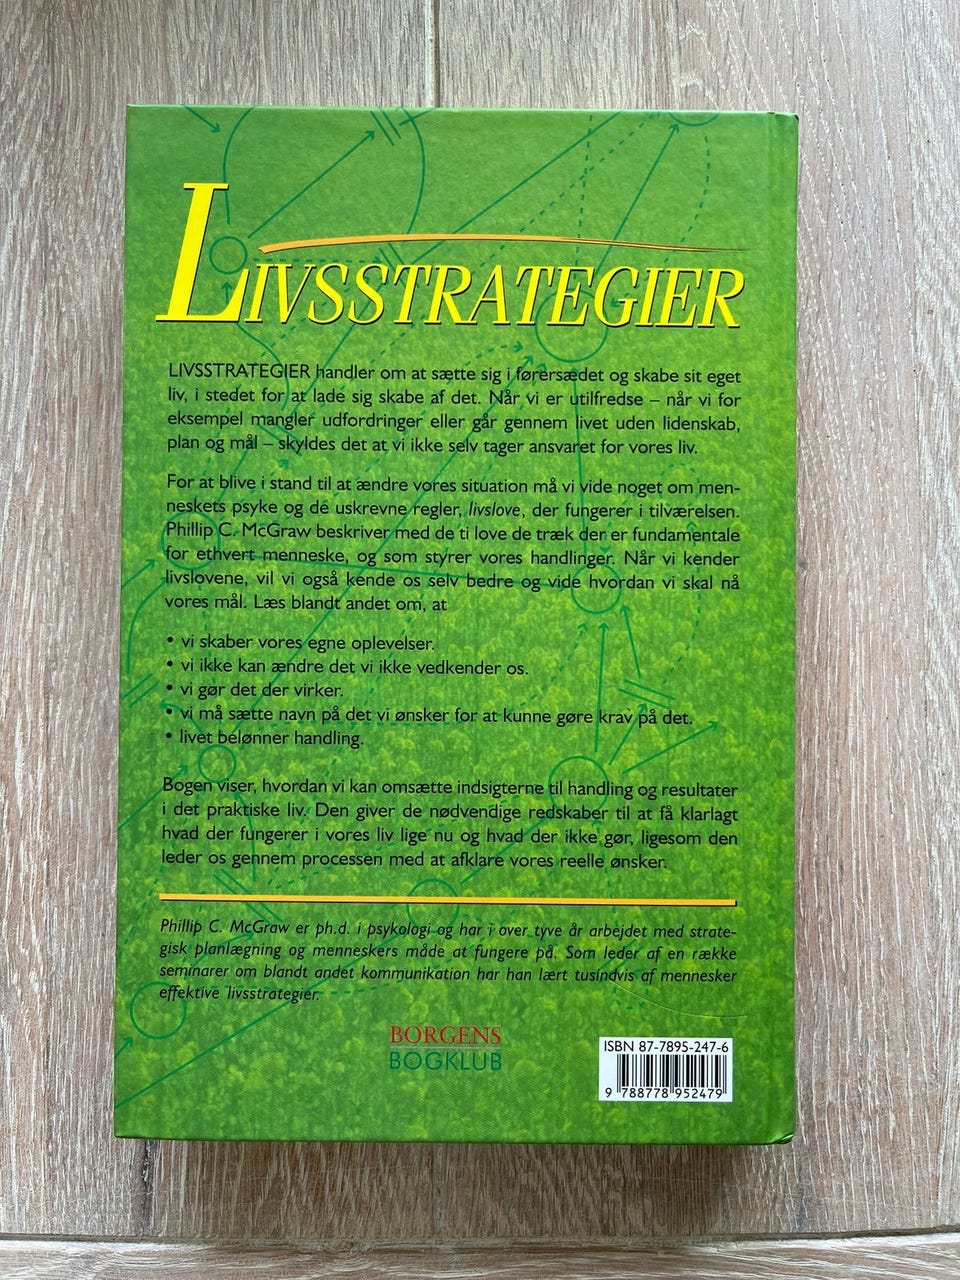 LIVSSTRATEGIER
LIVSSTRATEGIER handler om at sætte sig i førersædet og skabe sit eget
liv, i stedet for at lade sig skabe af det. Når vi er utilfredse – når vi for
eksempel mangler udfordringer eller går gennem livet uden lidenskab,
plan og mål – skyldes det at vi ikke selv tager ansvaret for vores liv.
For at blive i stand til at ændre vores situation må vi vide noget om men-
neskets psyke og de uskrevne regler, livslove, der fungerer i tilværelsen.
Phillip C. McGraw beskriver med de ti love de træk der er fundamentale
for ethvert menneske, og som styrer vores handlinger. Når vi kender
livslovene, vil vi også kende os selv bedre og vide hvordan vi skal nå
vores mål. Læs blandt andet om, at
• vi skaber vores egne oplevelser.
• vi ikke kan ændre det vi ikke vedkender os.
• vi gør det der virker.
• vi må sætte navn på det vi ønsker for at kunne gøre krav på det.
• livet belønner handling.
Bogen viser, hvordan vi kan omsætte indsigterne til handling og resultater
i det praktiske liv. Den giver de nødvendige redskaber til at få klarlagt
hvad der fungerer i vores liv lige nu og hvad der ikke gør, ligesom den
leder os gennem processen med at afklare vores reelle ønsker.
Phillip C. McGraw er ph.d. i psykologi og har i over tyve år arbejdet med strate-
gisk planlægning og menneskers måde at fungere på. Som leder af en række
seminarer om blandt andet kommunikation har han lært tusindvis af mennesker
effektive livsstrategier.
BORGENS
BOGKLUB
ISBN 87-7895-247-6
9 788778 952479